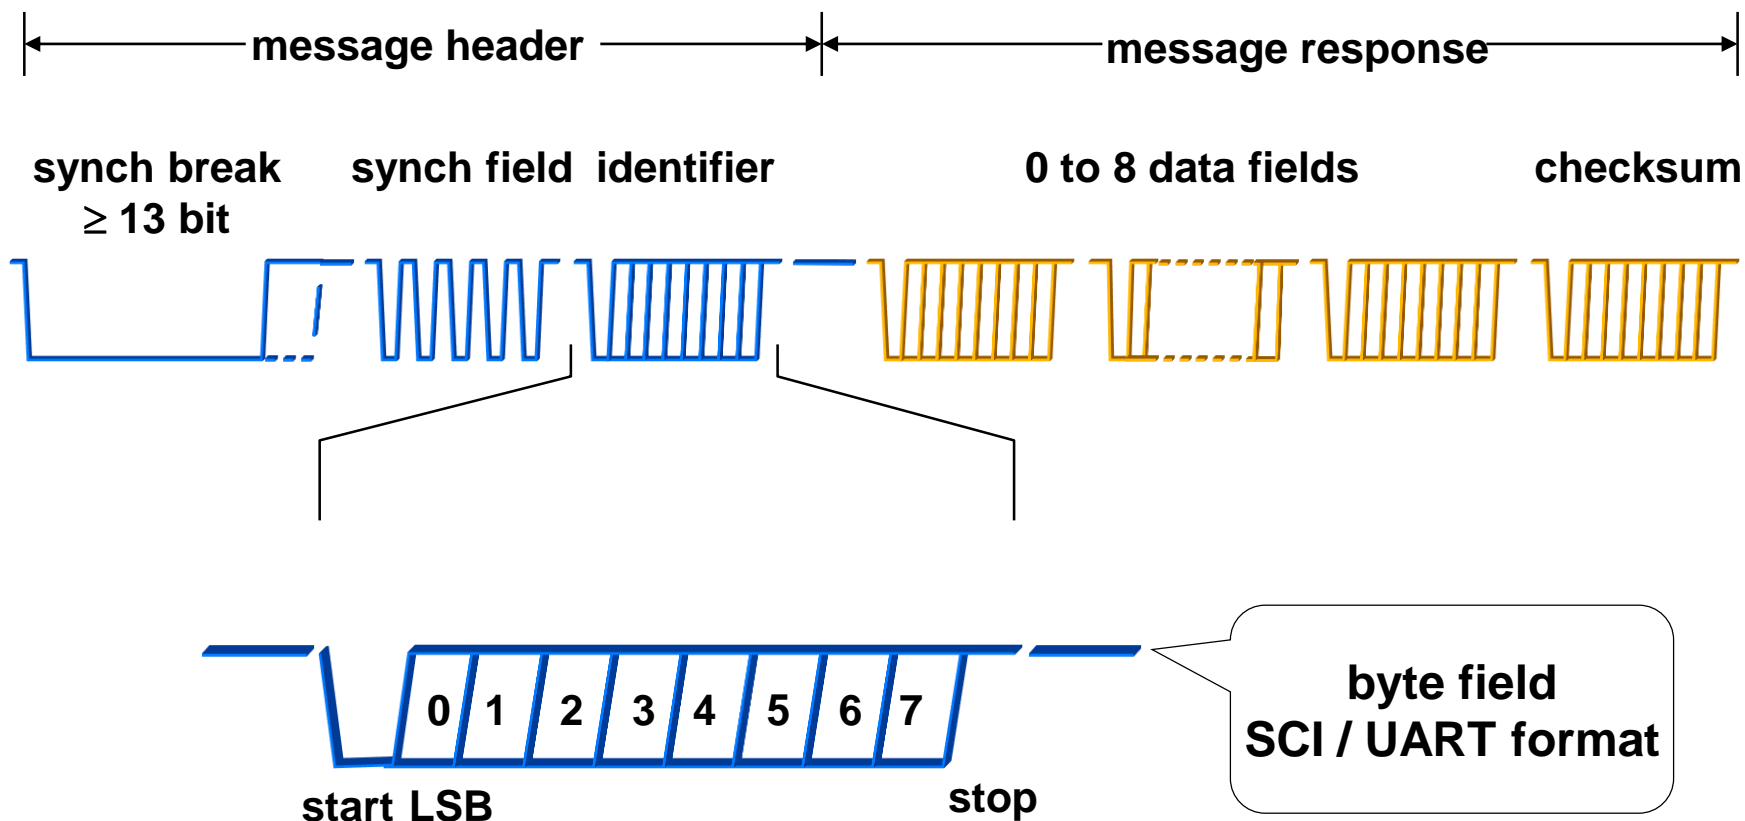 message header
message response
synch break
≥ 13 bit
synch field
identifier
0 to 8 data fields
checksum
0 1 2 3 4 5 6 7
start LSB
stop
byte field
SCI / UART format